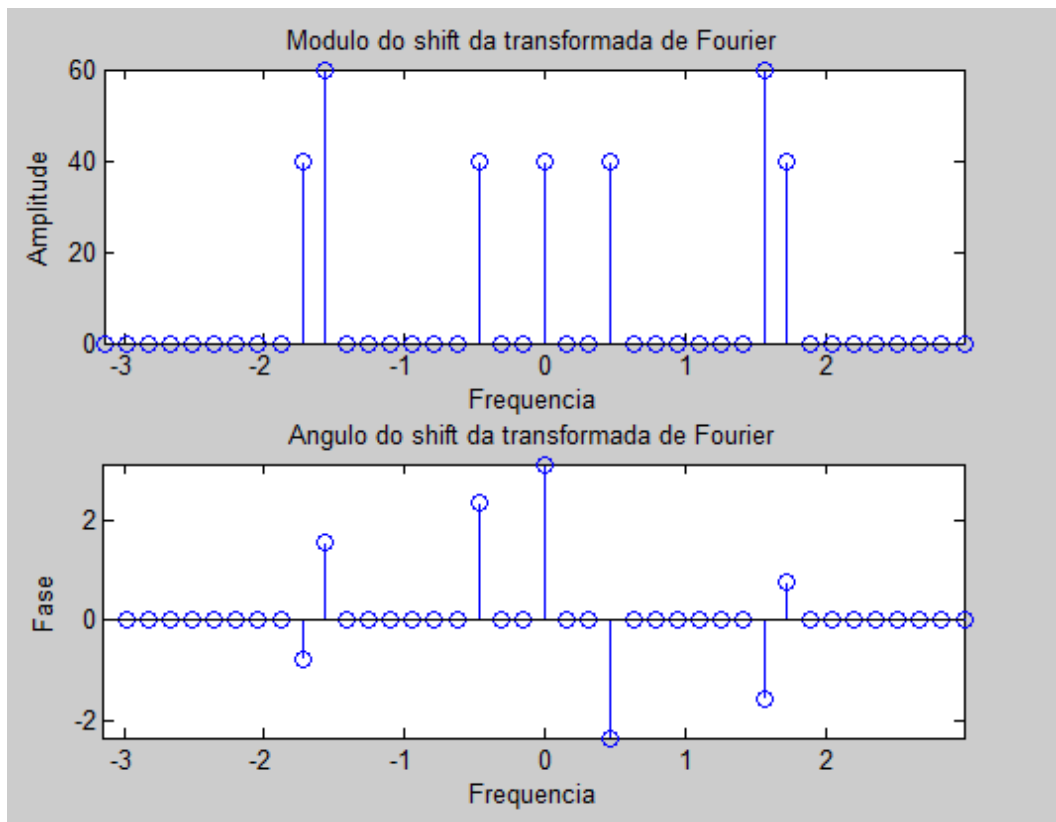 Modulo do shift da transformada de Fourier
60
40
20
0
Amplitude
-3 -2 -1 0 1 2
Frequencia
Angulo do shift da transformada de Fourier
2
0
-2
Fase
-3 -2 -1 0 1 2
Frequencia